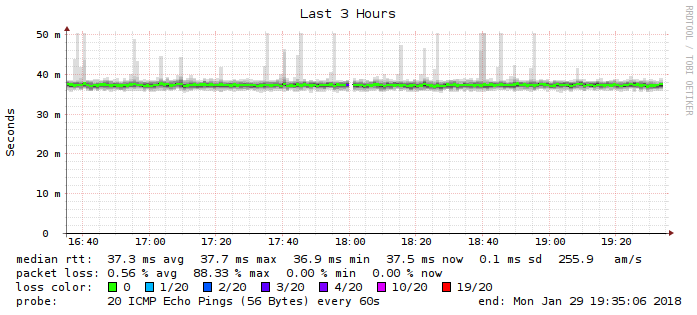 Last 3 Hours
RRDTOOL / TOBI OETIKER
Seconds
50 m
40 m
30 m
20 m
10 m
0
16:40 17:00 17:20 17:40 18:00 18:20 18:40 19:00 19:20
median rtt: 37.3 ms avg 37.7 ms max 36.9 ms min 37.5 ms now 0.1 ms sd 255.9 am/s
packet loss: 0.56 % avg 88.33 % max 0.00 % min 0.00 % now
loss color: 0 1/20 2/20 3/20 4/20 10/20 19/20
probe: 20 ICMP Echo Pings (56 Bytes) every 60s end: Mon Jan 29 19:35:06 2018